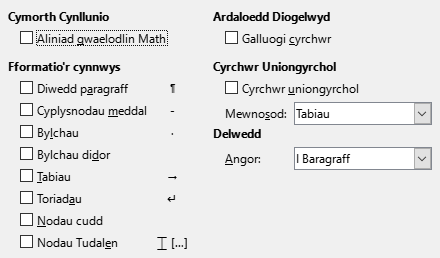 Cymorth Cynllunio
Aliniad gwaelodlin Math
Fformatio'r cynnwys
Diwedd paragraff ¶
Cyplysnodau meddal -
Bylchau ·
Bylchau didor
Tabiau →
Toriadau ↵
Nodau cudd
Nodau Tudalen [...]
Ardaloedd Diogelwyd
Galluogi cyrchwr
Cyrchwr Uniongyrchol
Cyrchwr uniongyrchol
Mewnosod: Tabiau
Delwedd
Angor: I Baragraff